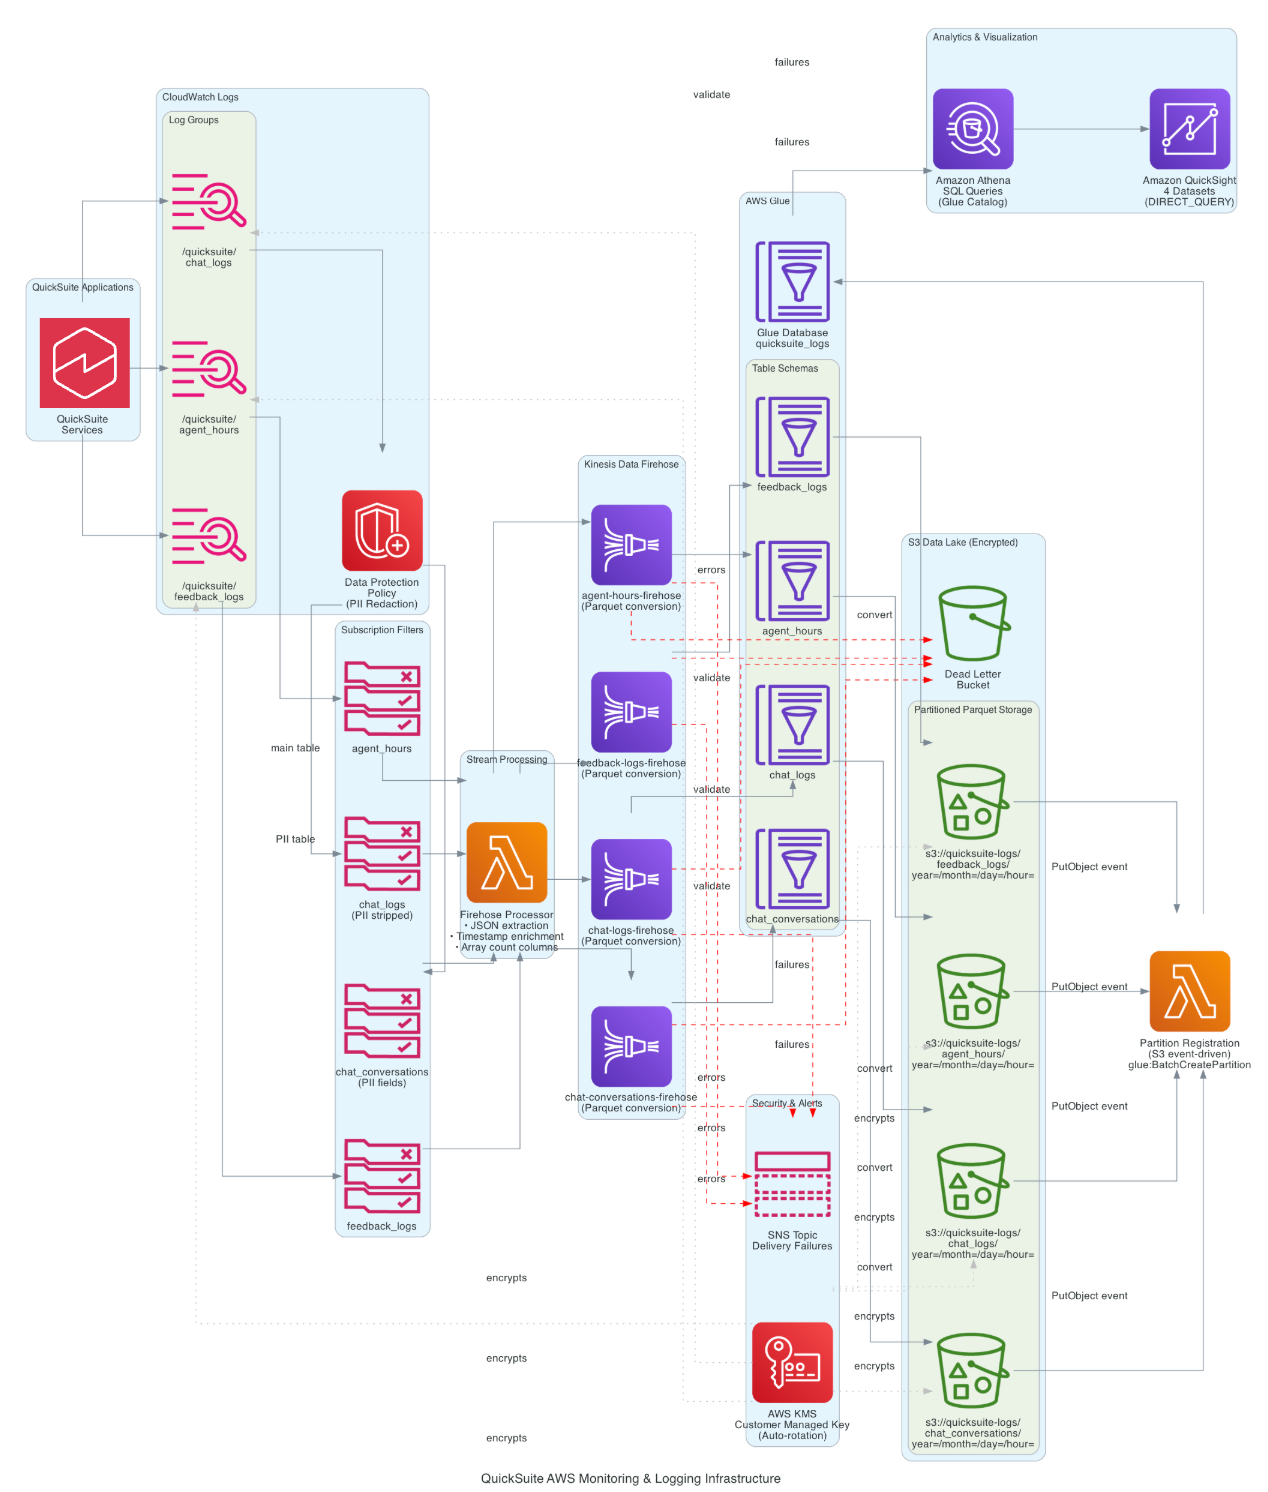 failures
Analytics & Visualization
validate
CloudWatch Logs
Log Groups
failures
Amazon Athena
SQL Queries
(Glue Catalog)
Amazon QuickSight
4 Datasets
(DIRECT_QUERY)
AWS Glue
/quicksuite/
chat_logs
QuickSuite Applications
Glue Database
quicksuite_logs
Table Schemas
QuickSuite
Services
/quicksuite/
agent_hours
Kinesis Data Firehose
feedback_logs
S3 Data Lake (Encrypted)
/quicksuite/
feedback_logs
Data Protection
Policy
(PII Redaction)
errors
agent-hours-firehose
(Parquet conversion)
convert
Subscription Filters
agent_hours
Dead Letter
Bucket
validate
Partitioned Parquet Storage
main table
agent_hours
Stream Processing
feedback-logs-firehose
(Parquet conversion)
chat_logs
validate
PII table
s3://quicksuite-logs/
feedback_logs/
year=/month=/day=/hour=
PutObject event
validate
chat_logs
(PII stripped)
Firehose Processor
• JSON extraction
• Timestamp enrichment
• Array count columns
chat-logs-firehose
(Parquet conversion)
chat_conversations
failures
PutObject event
failures
s3://quicksuite-logs/
agent_hours/
year=/month=/day=/hour=
Partition Registration
(S3 event-driven)
glue:BatchCreatePartition
chat_conversations
(PII fields)
convert
errors
chat-conversations-firehose
(Parquet conversion)
Security & Alerts
PutObject event
encrypts
errors
convert
errors
feedback_logs
encrypts
SNS Topic
Delivery Failures
s3://quicksuite-logs/
chat_logs/
year=/month=/day=/hour=
convert
encrypts
PutObject event
encrypts
encrypts
encrypts
AWS KMS
Customer Managed Key
(Auto-rotation)
s3://quicksuite-logs/
chat_conversations/
year=/month=/day=/hour=
encrypts
QuickSuite AWS Monitoring & Logging Infrastructure